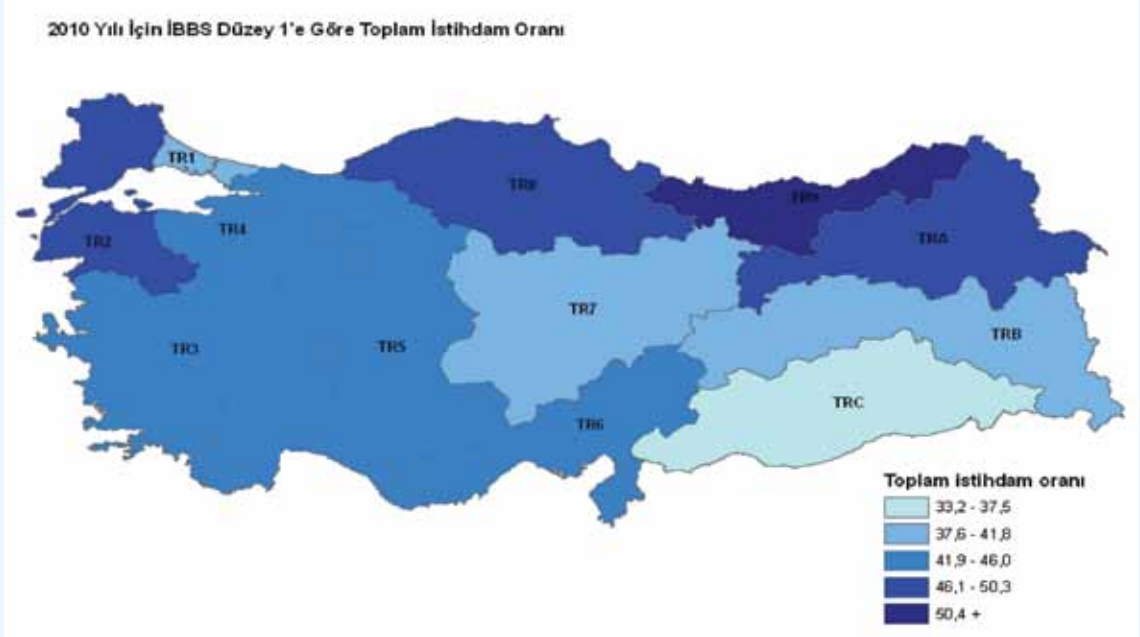 2010 Yılı İçin İBBS Düzey 1'e Göre Toplam İstihdam Oranı
TR1
TR8
TR9
TR4
TR2
TRA
TR7
TR3
TR5
TRB
TRC
TR6
Toplam istihdam oranı
33,2 - 37,5
37,6 - 41,8
41,9 - 46,0
46,1 - 50,3
50,4 +